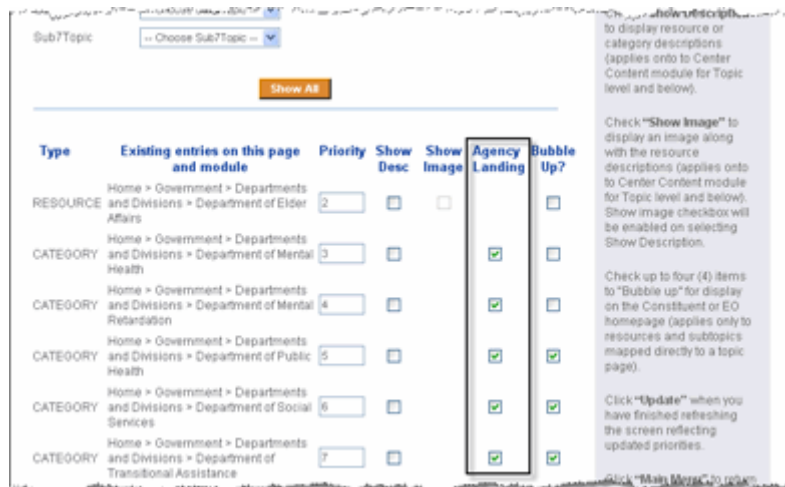 Sub7Topic
-- Choose Sub7Topic --
Show All
Type
Existing entries on this page
and module
Priority
Show
Desc
Show
Image
Agency
Landing
Bubble
Up?
RESOURCE
Home > Government > Departments
and Divisions > Department of Elder
Affairs
2
CATEGORY
Home > Government > Departments
and Divisions > Department of Mental
Health
3
CATEGORY
Home > Government > Departments
and Divisions > Department of Mental
Retardation
4
CATEGORY
Home > Government > Departments
and Divisions > Department of Public
Health
5
CATEGORY
Home > Government > Departments
and Divisions > Department of Social
Services
6
CATEGORY
Home > Government > Departments
and Divisions > Department of
Transitional Assistance
7
to display resource or
category descriptions
(applies onto to Center
Content module for Topic
level and below).
Check "Show Image" to
display an image along
with the resource
descriptions (applies onto
to Center Content module
for Topic level and below).
Show image checkbox will
be enabled on selecting
Show Description.
Check up to four (4) items
to "Bubble up" for display
on the Constituent or EO
homepage (applies only to
resources and subtopics
mapped directly to a topic
page).
Click "Update" when you
have finished refreshing
the screen reflecting
updated priorities.
Click "Main Menu" to return